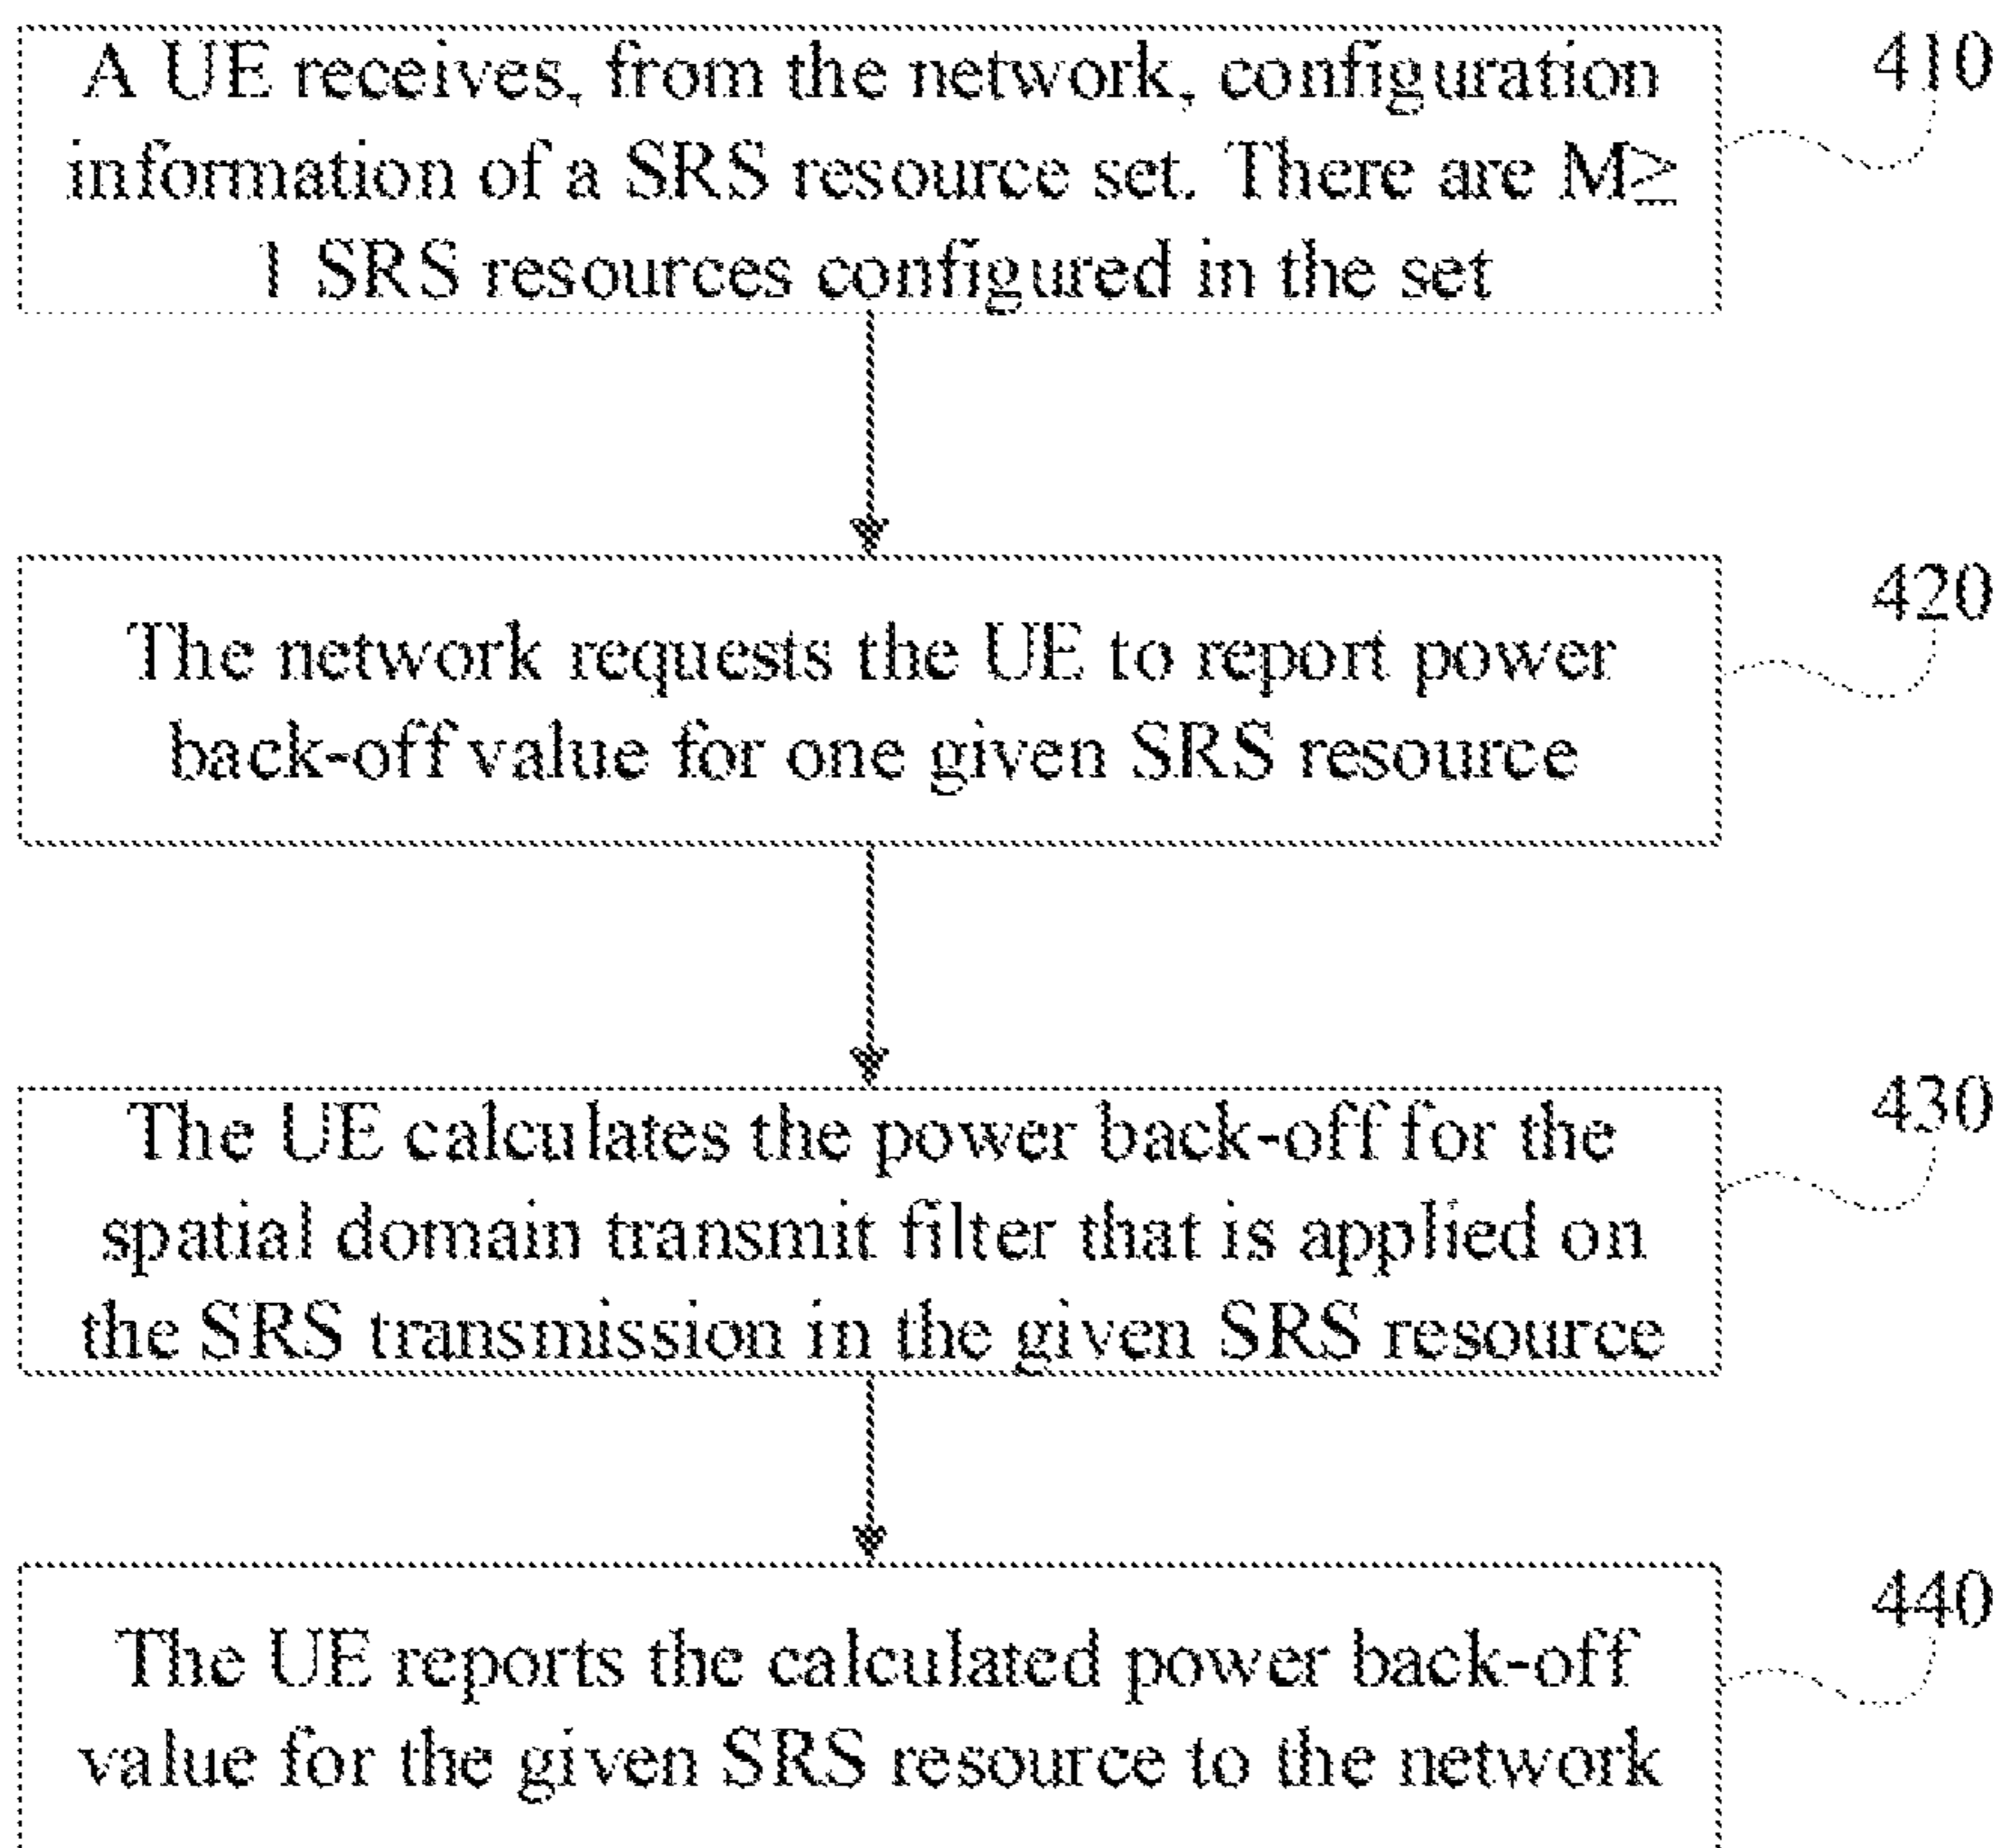 A UE receives, from the network, configuration
410
information of a SRS resource set. There are M≥
1 SRS resources configured in the set
420
The network requests the UE to report power
back-off value for one given SRS resource
430
The UE calculates the power back-off for the
spatial domain transmit filter that is applied on
the SRS transmission in the given SRS resource
440
The UE reports the calculated power back-off
value for the given SRS resource to the network